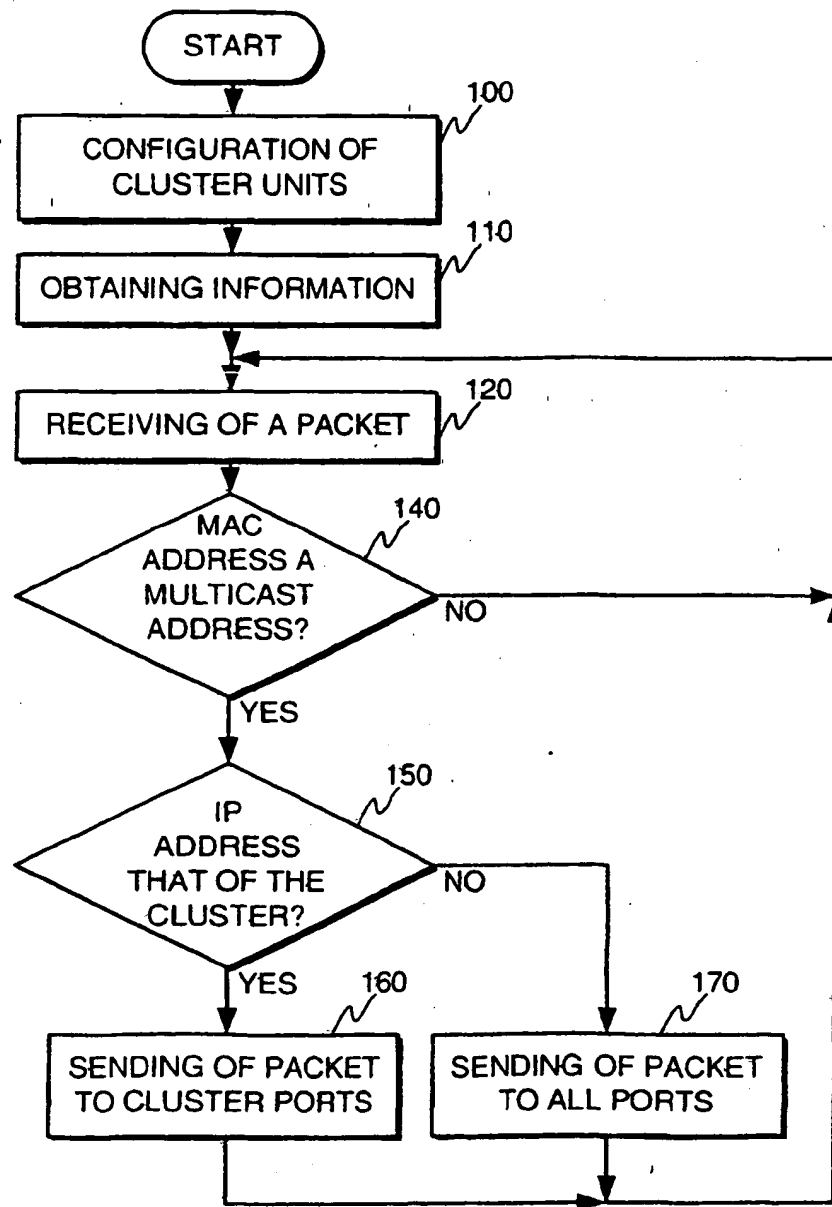 START
100
CONFIGURATION OF
CLUSTER UNITS
110
OBTAINING INFORMATION
120
RECEIVING OF A PACKET
140
MAC
ADDRESS A
MULTICAST
ADDRESS?
NO
YES
150
IP
ADDRESS
THAT OF THE
CLUSTER?
NO
YES
160
SENDING OF PACKET
TO CLUSTER PORTS
170
SENDING OF PACKET
TO ALL PORTS